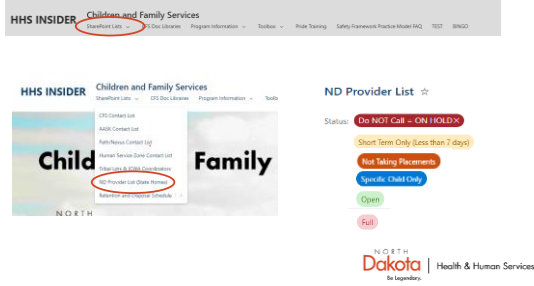 HHS INSIDER
Children and Family Services
SharePoint Lists CFS Doc Libraries Program Information Toolbox Pride Training Safety Framework Practice Model FAQ TEST BINGO
HHS INSIDER
Children and Family Services
SharePoint Lists CFS Doc Libraries Program Information Toolbo
CFS Contact List
AASK Contact List
Path/Nexus Contact List
Human Service Zone Contact List
Tribal Lists & ICWA Coordinators
ND Provider List (State Homes)
Retention and Disposal Schedule
Child Family
NORTH
ND Provider List ☆
Status:
Do NOT Call - ON HOLD×
Short Term Only (Less than 7 days)
Not Taking Placements
Specific Child Only
Open
Full
NORTH
Dakota | Health & Human Services
Be Legendary.